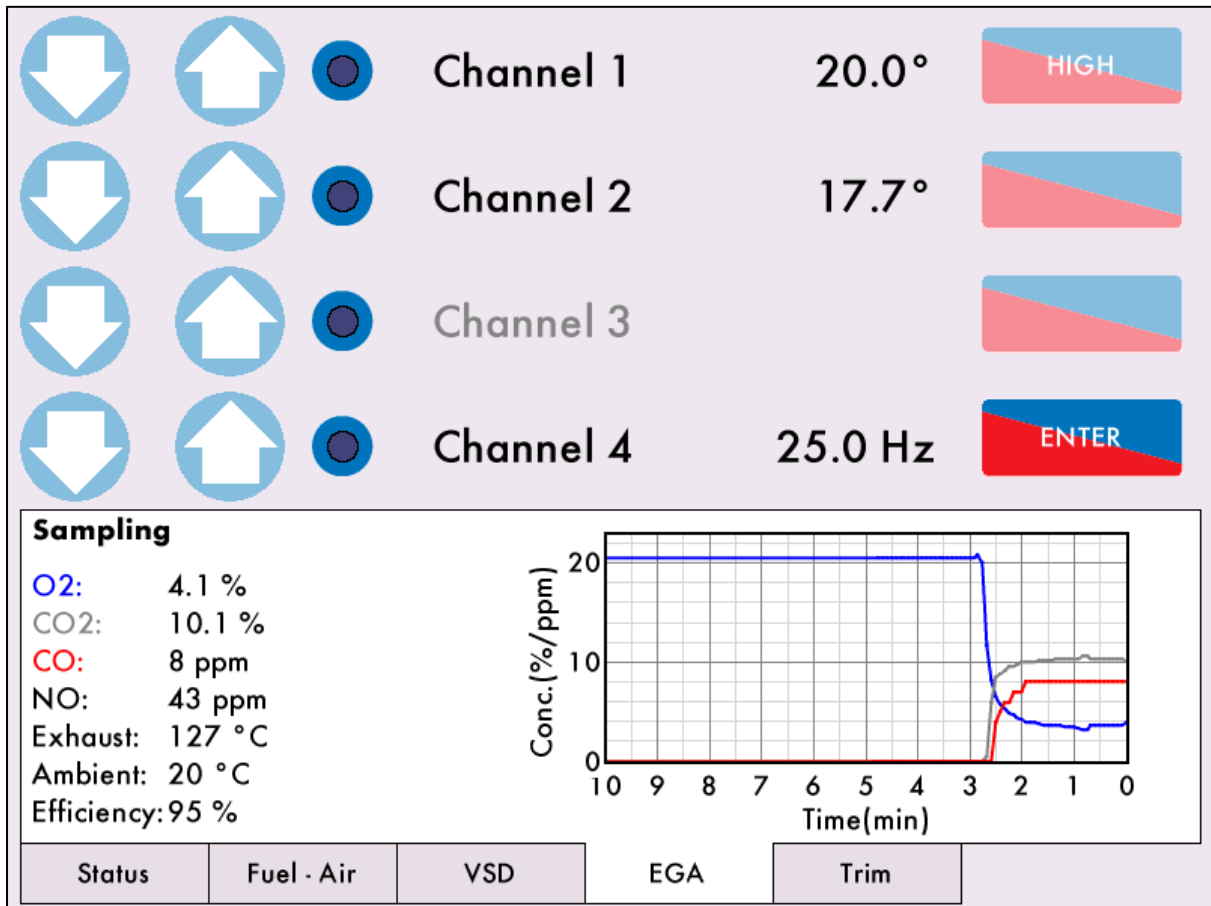 Channel 1 20.0° HIGH
Channel 2 17.7°
Channel 3
Channel 4 25.0 Hz ENTER
Sampling
O2: 4.1 %
CO2: 10.1 %
CO: 8 ppm
NO: 43 ppm
Exhaust: 127 °C
Ambient: 20 °C
Efficiency: 95 %
Conc.(%/ppm)
20
10
0
10 9 8 7 6 5 4 3 2 1 0
Time(min)
Status Fuel - Air VSD EGA Trim